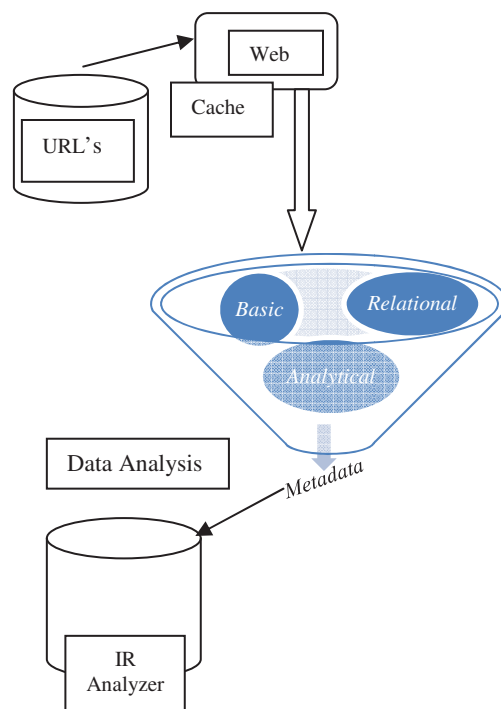 Web
Cache
URL's
Basic
Relational
Analytical
Data Analysis
Metadata
IR
Analyzer